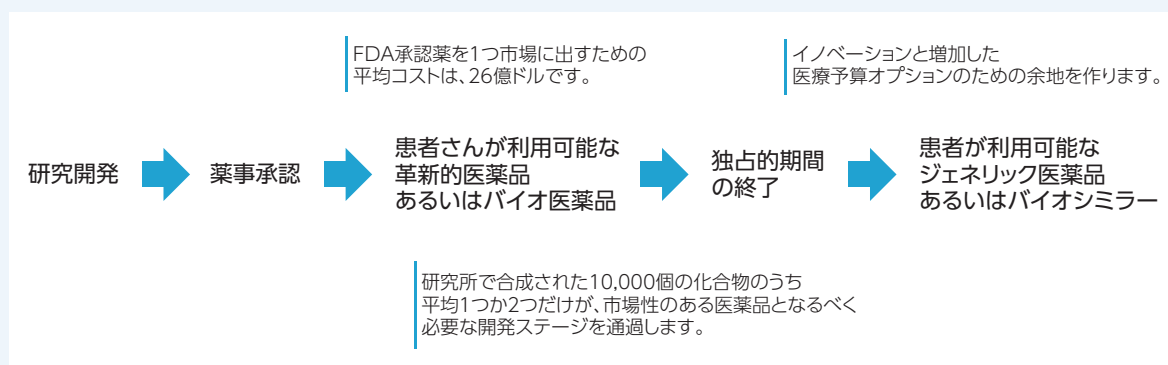 FDA承認薬を1つ市場に出すための
平均コストは、26億ドルです。
イノベーションと増加した
医療予算オプションのための余地を作ります。
研究開発
薬事承認
患者さんが利用可能な
革新的医薬品
あるいはバイオ医薬品
独占的期間
の終了
患者が利用可能な
ジェネリック医薬品
あるいはバイオシミラー
研究所で合成された10,000個の化合物のうち
平均1つか2つだけが、市場性のある医薬品となるべく
必要な開発ステージを通過します。